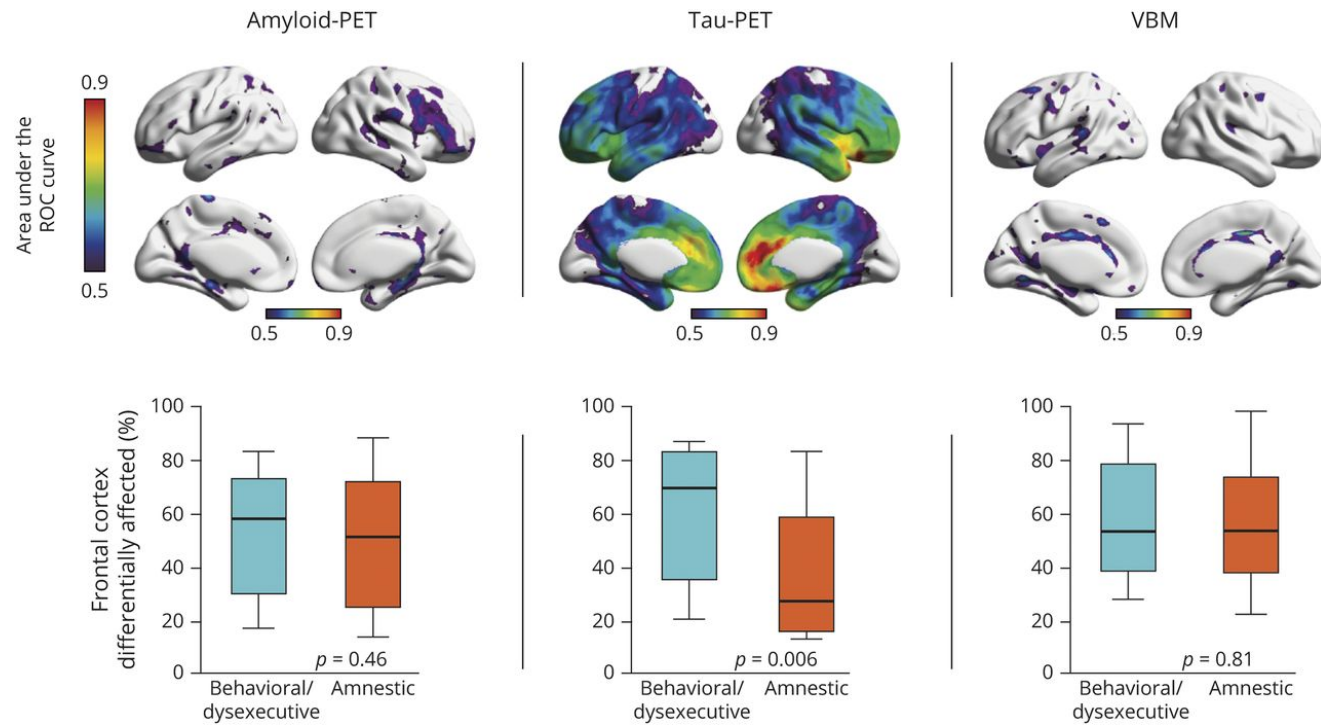 Amyloid-PET
Tau-PET
VBM
Area under the
ROC curve
0.9
0.5
0.5 0.9
0.5 0.9
0.5 0.9
Frontal cortex
differentially affected (%)
100
80
60
40
20
0
p = 0.46
Behavioral/
dysexecutive
Amnestic
100
80
60
40
20
0
p = 0.006
Behavioral/
dysexecutive
Amnestic
100
80
60
40
20
0
p = 0.81
Behavioral/
dysexecutive
Amnestic